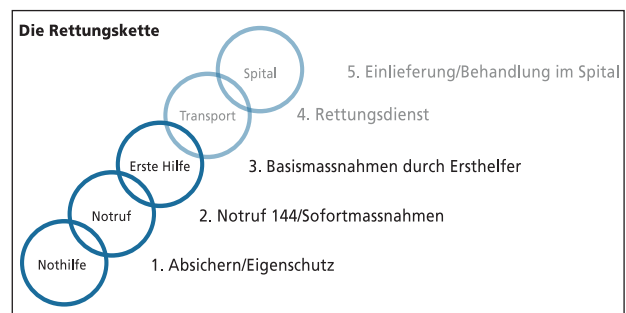 Die Rettungskette
Spital
5. Einlieferung/Behandlung im Spital
Transport
4. Rettungsdienst
Erste Hilfe
3. Basismassnahmen durch Ersthelfer
Notruf
2. Notruf 144/Sofortmassnahmen
Nothilfe
1. Absichern/Eigenschutz